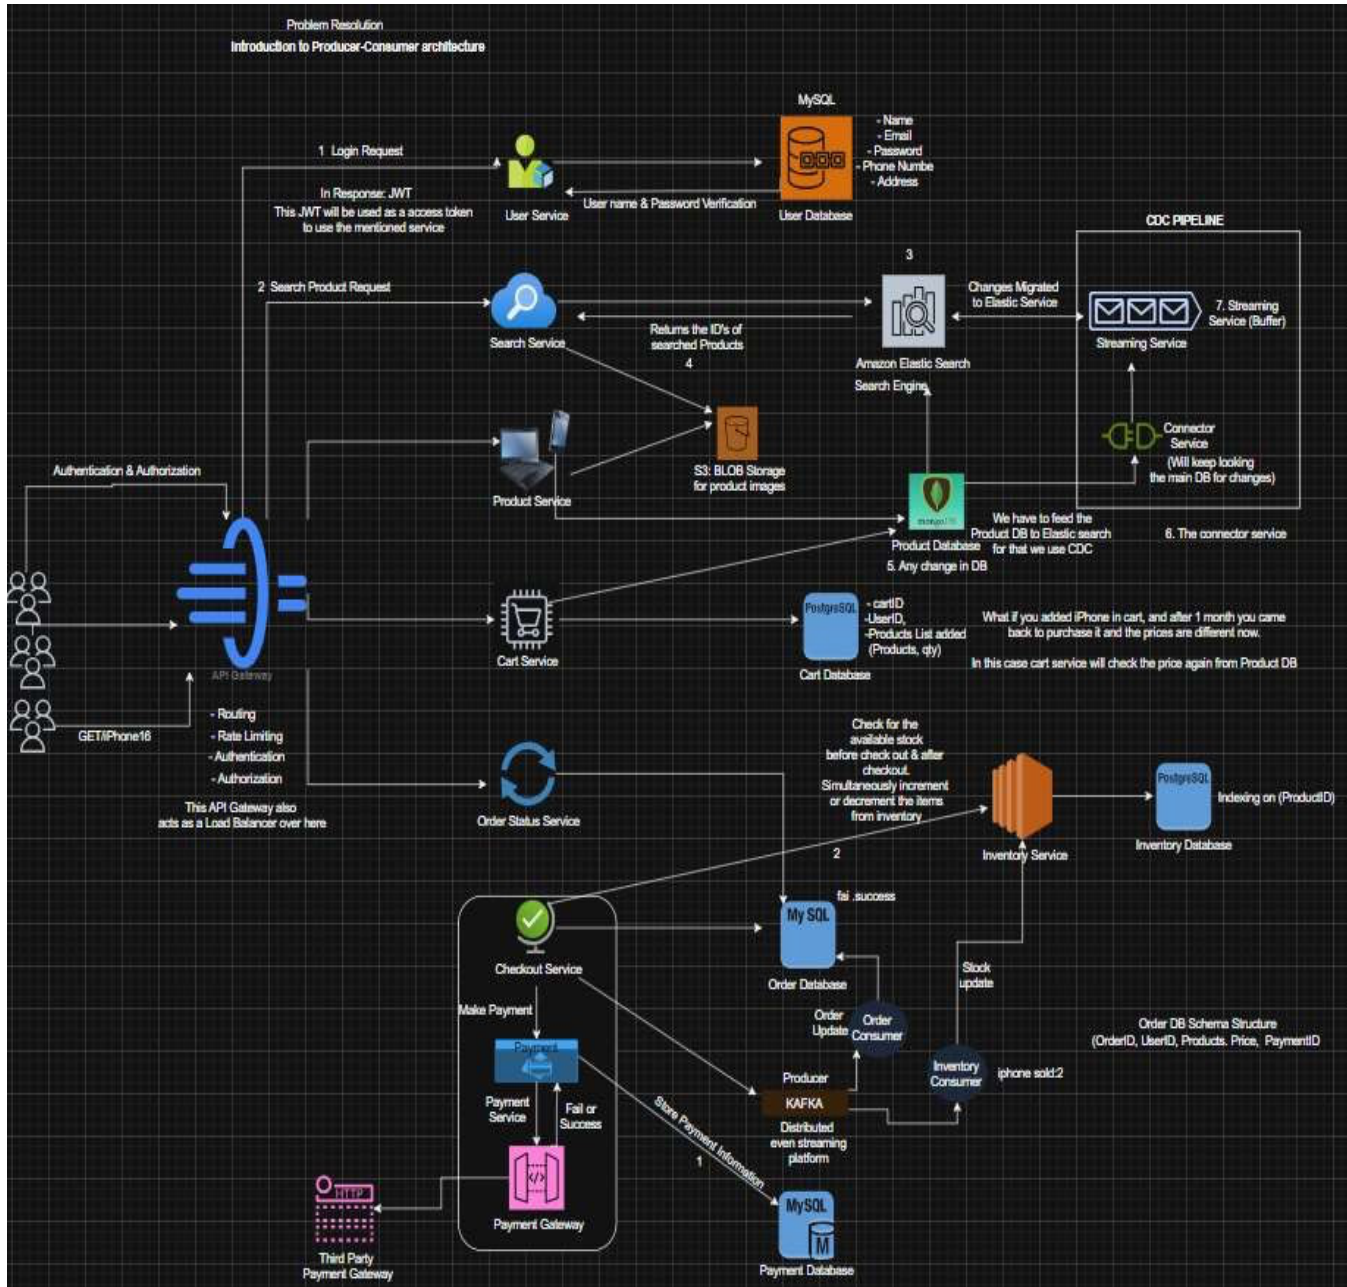 Problem Resolution
Introduction to Producer-Consumer architecture
MySQL
- Name
- Email
- Password
- Phone Numbe
- Address
User Database
1 Login Request
In Response: JWT
This JWT will be used as a access token
to use the mentioned service
User Service
User name & Password Verification
CDC PIPELINE
3
2 Search Product Request
Search Service
Returns the ID's of
searched Products
4
Amazon Elastic Search
Search Engine
Changes Migrated
to Elastic Service
7. Streaming
Service (Buffer)
Streaming Service
Connector
Service
(Will keep looking
the main DB for changes)
6. The connector service
Product Service
S3: BLOB Storage
for product images
Product Database
5. Any change in DB
We have to feed the
Product DB to Elastic search
for that we use CDC
Authentication & Authorization
API Gateway
GET/iPhone16
- Routing
- Rate Limiting
- Authentication
- Authorization
This API Gateway also
acts as a Load Balancer over here
Cart Service
PostgreSQL
- cartID
-UserID,
-Products List added
(Products, qty)
Cart Database
What if you added iPhone in cart, and after 1 month you came
back to purchase it and the prices are different now.
In this case cart service will check the price again from Product DB
Order Status Service
Check for the
available stock
before check out & after
checkout.
Simultaneously increment
or decrement the items
from inventory
2
Inventory Service
PostgreSQL
Indexing on (ProductID)
Inventory Database
fai .success
My SQL
Order Database
Checkout Service
Make Payment
Payment
Payment
Service
Fail or
Success
Payment Gateway
HTTP
Third Party
Payment Gateway
Order
Update
Order
Consumer
Stock
update
Inventory
Consumer
iphone sold:2
Order DB Schema Structure
(OrderID, UserID, Products. Price, PaymentID
Producer
KAFKA
Distributed
even streaming
platform
Store Payment Information
1
MySQL
M
Payment Database